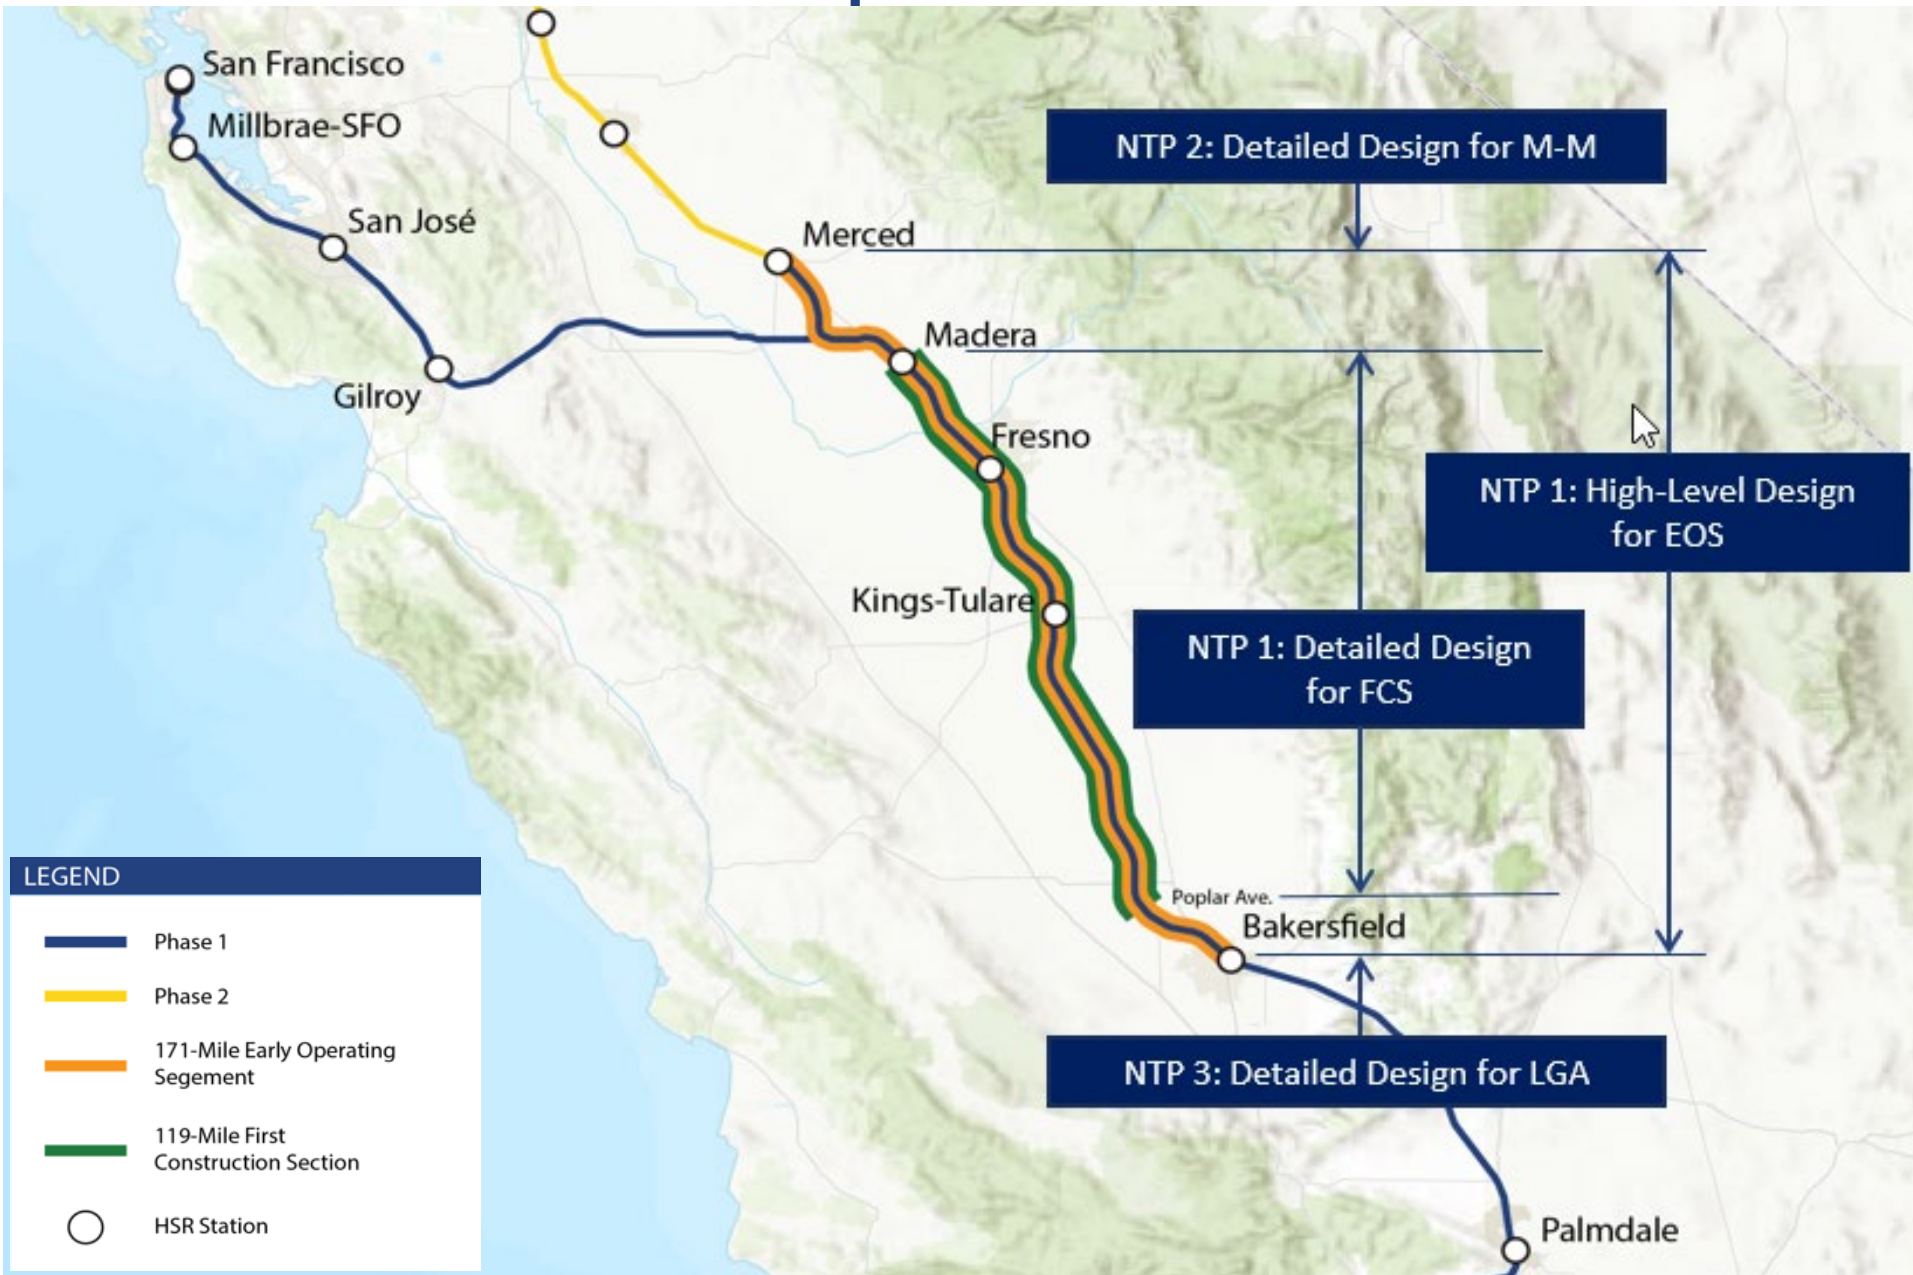 San Francisco
Millbrae-SFO
San José
Gilroy
Merced
Madera
Fresno
Kings-Tulare
Poplar Ave.
Bakersfield
Palmdale
NTP 2: Detailed Design for M-M
NTP 1: High-Level Design
for EOS
NTP 1: Detailed Design
for FCS
NTP 3: Detailed Design for LGA
LEGEND
Phase 1
Phase 2
171-Mile Early Operating
Segement
119-Mile First
Construction Section
HSR Station